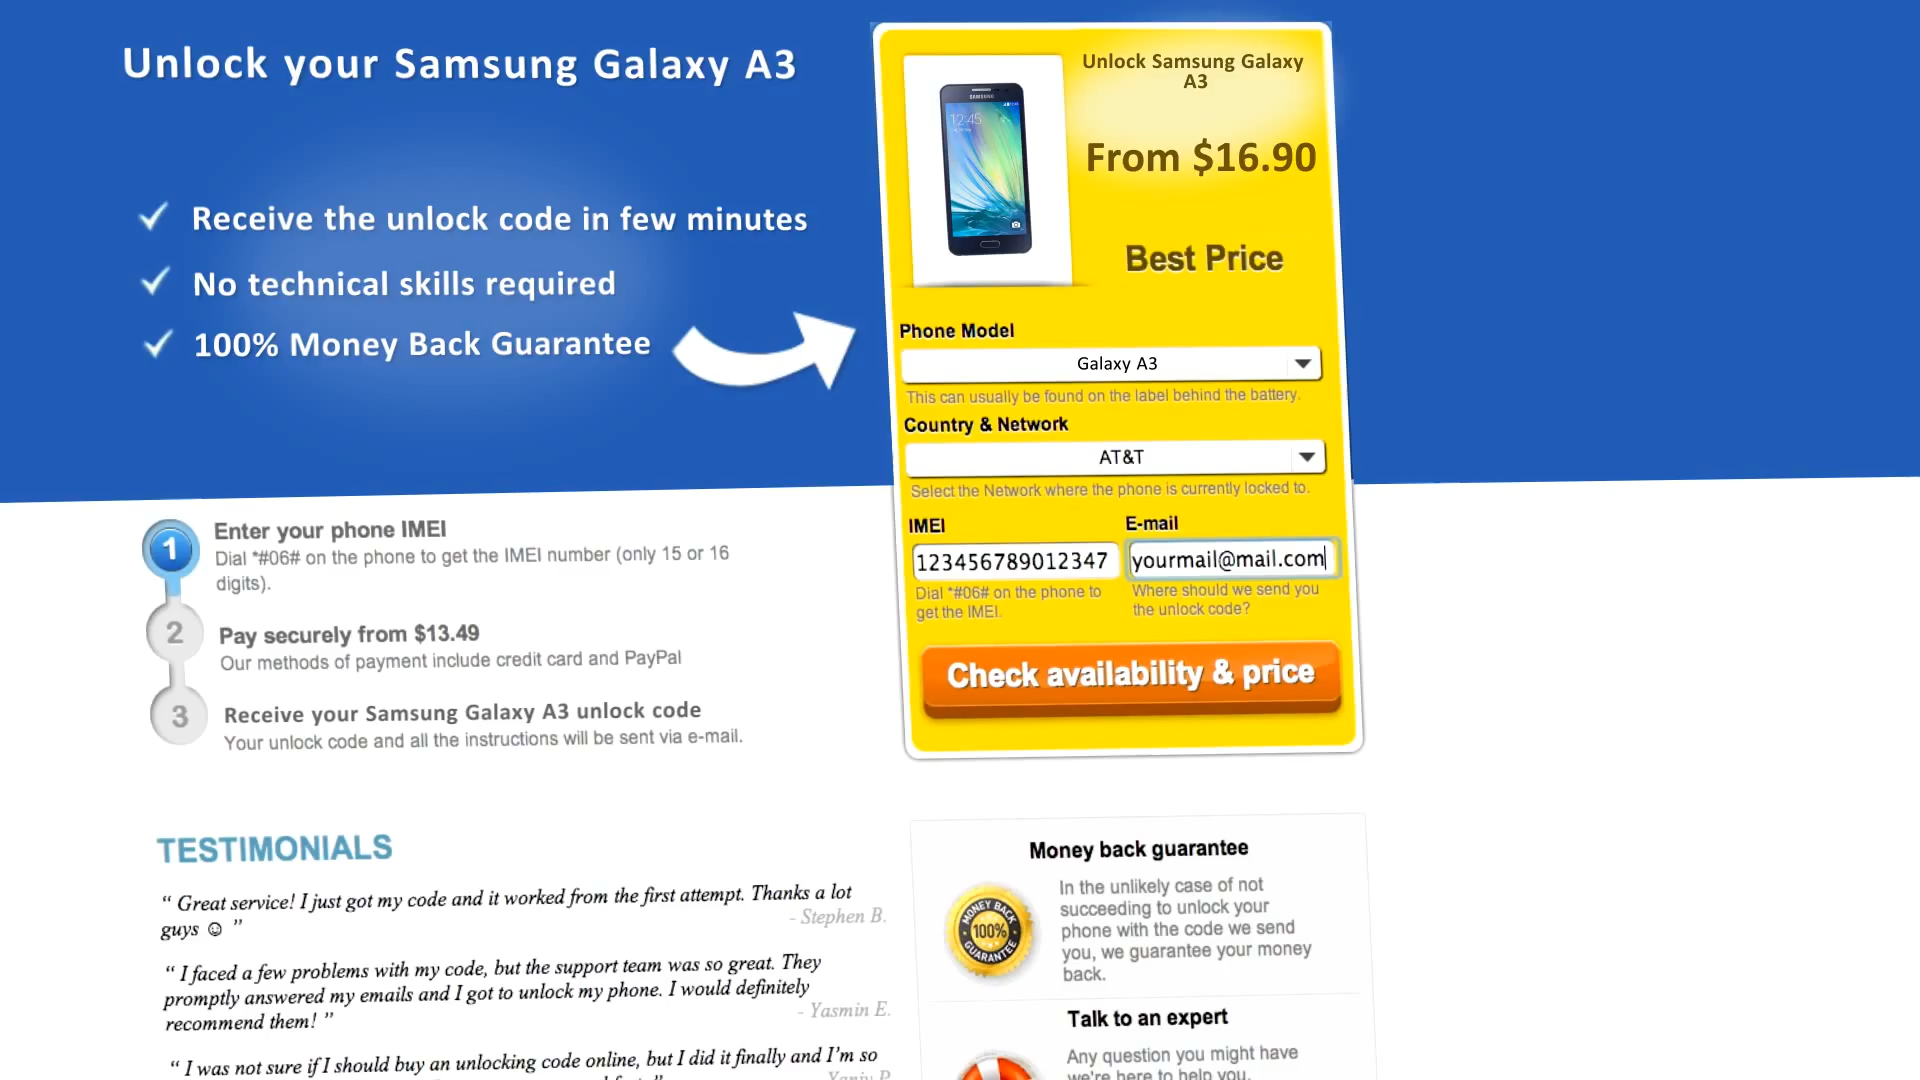 Unlock your Samsung Galaxy A3
Receive the unlock code in few minutes
No technical skills required
100% Money Back Guarantee
SAMSUNG
12:45
Unlock Samsung Galaxy
A3
From $16.90
Best Price
Phone Model
Galaxy A3
This can usually be found on the label behind the battery.
Country & Network
AT&T
Select the Network where the phone is currently locked to.
IMEI
E-mail
123456789012347
yourmail@mail.com
Dial *#06# on the phone to
get the IMEI.
Where should we send you
the unlock code?
Check availability & price
1
Enter your phone IMEI
Dial *#06# on the phone to get the IMEI number (only 15 or 16
digits).
2
Pay securely from $13.49
Our methods of payment include credit card and PayPal
3
Receive your Samsung Galaxy A3 unlock code
Your unlock code and all the instructions will be sent via e-mail.
TESTIMONIALS
“ Great service! I just got my code and it worked from the first attempt. Thanks a lot
guys ☺ ”
- Stephen B.
“ I faced a few problems with my code, but the support team was so great. They
promptly answered my emails and I got to unlock my phone. I would definitely
recommend them! ”
- Yasmin E.
“ I was not sure if I should buy an unlocking code online, but I did it finally and I’m so
Money back guarantee
MONEY BACK
100%
GUARANTEE
In the unlikely case of not
succeeding to unlock your
phone with the code we send
you, we guarantee your money
back.
Talk to an expert
Any question you might have
we're here to help you.